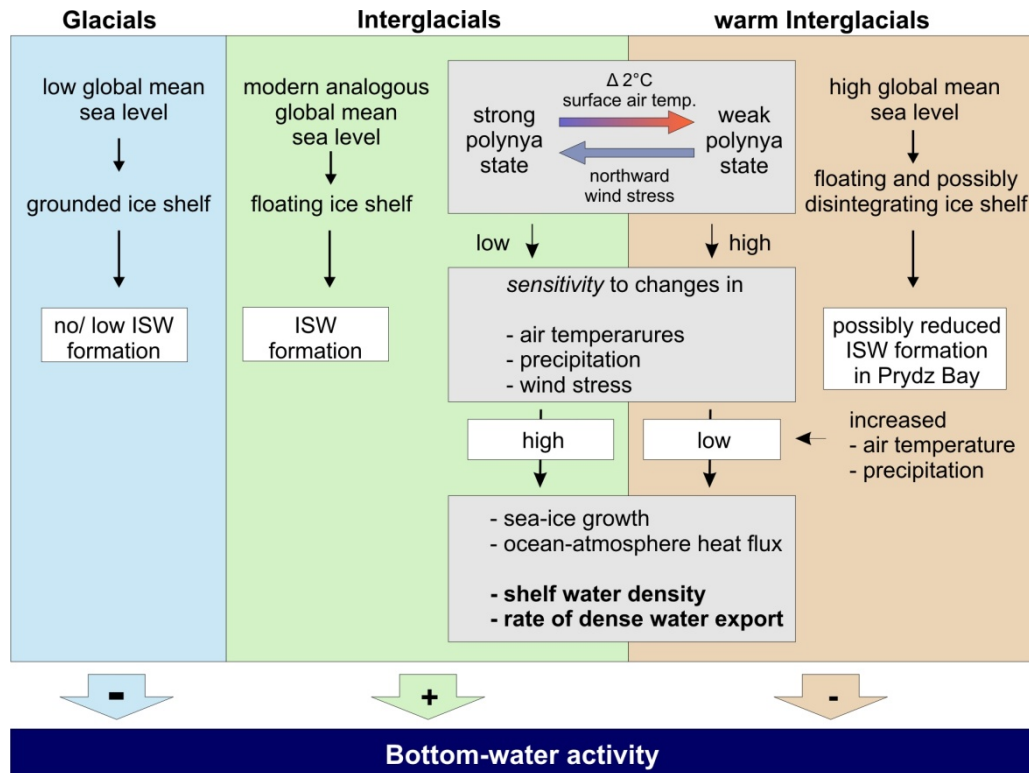 Glacials
Interglacials
warm Interglacials
low global mean
sea level
grounded ice shelf
no/ low ISW
formation
modern analogous
global mean
sea level
floating ice shelf
ISW
formation
strong
polynya
state
Δ 2°C
surface air temp.
northward
wind stress
weak
polynya
state
low
high
sensitivity to changes in
- air temperarures
- precipitation
- wind stress
high
low
- sea-ice growth
- ocean-atmosphere heat flux
- shelf water density
- rate of dense water export
high global mean
sea level
floating and possibly
disintegrating ice shelf
possibly reduced
ISW formation
in Prydz Bay
increased
- air temperature
- precipitation
-
+
-
Bottom-water activity